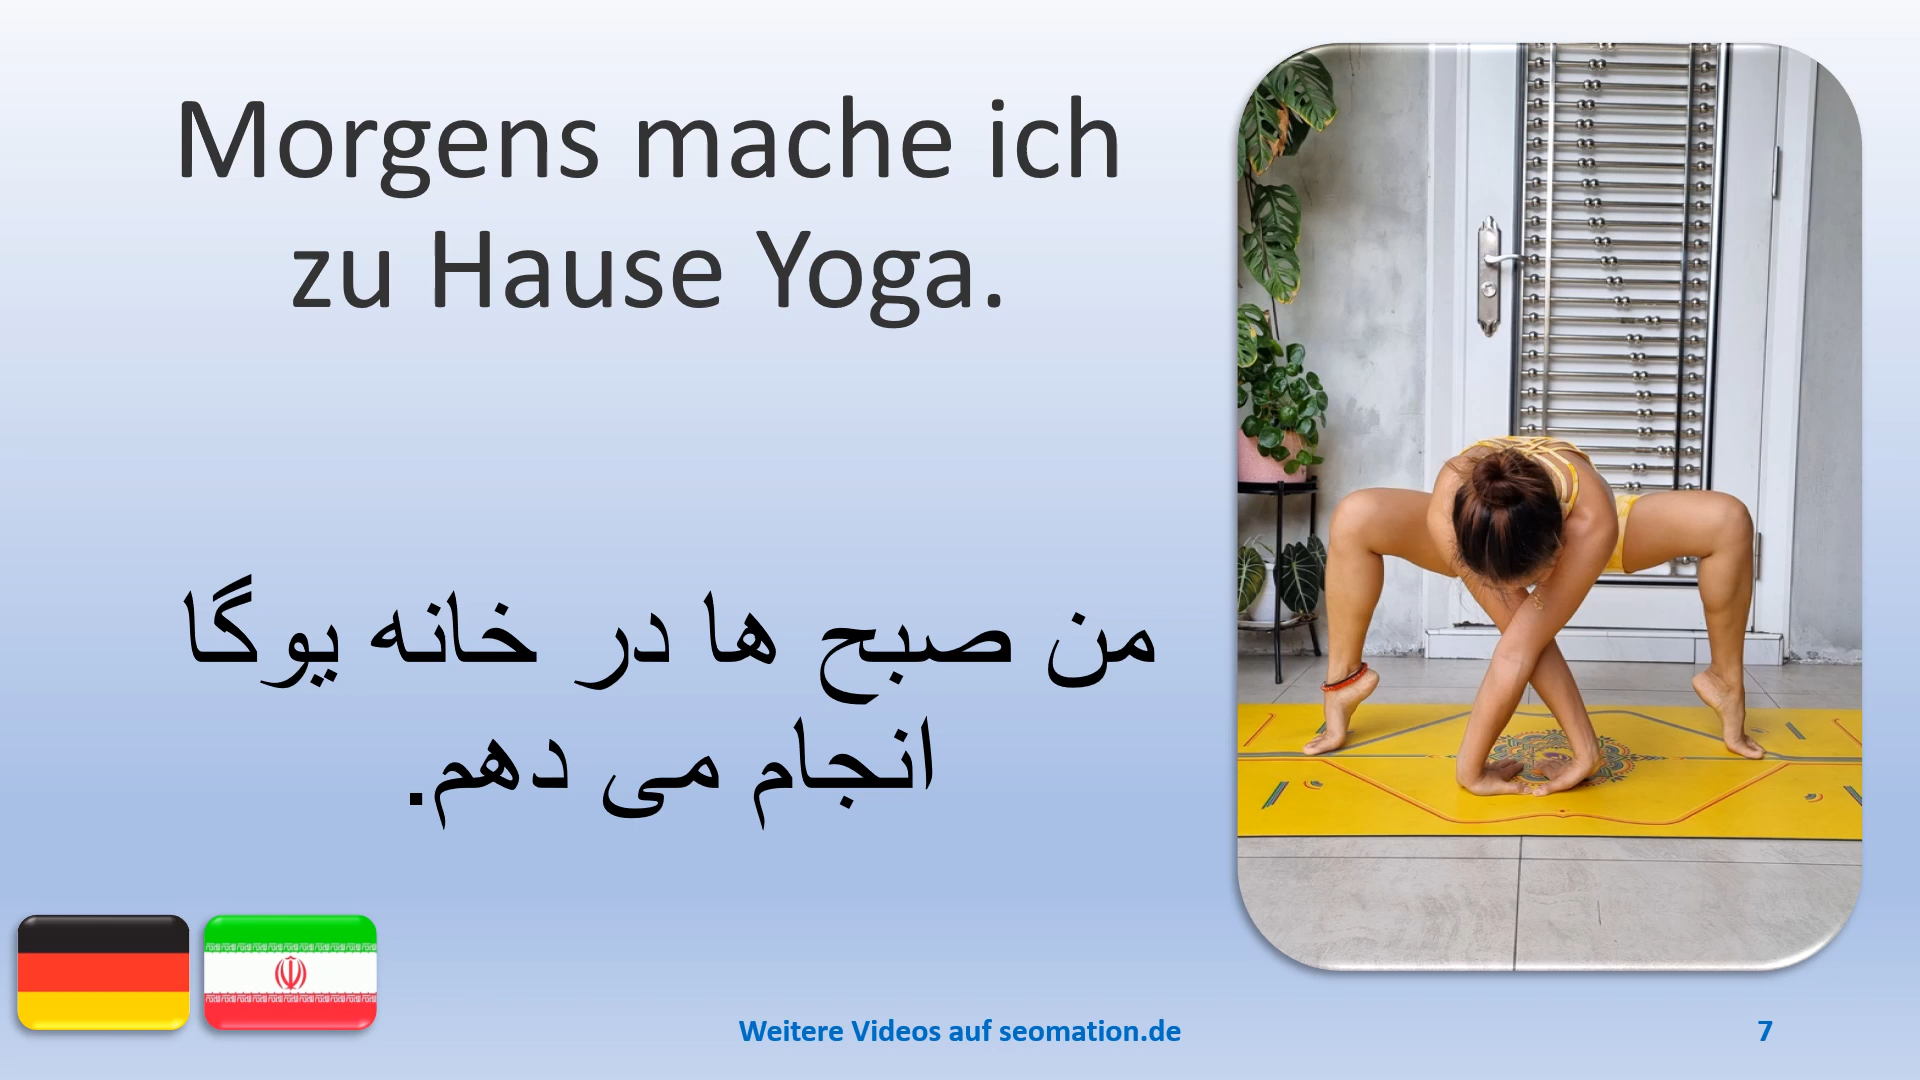 Morgens mache ich
zu Hause Yoga.
من صبح ها در خانه یوگا
انجام می دهم.
Weitere Videos auf seomation.de
7